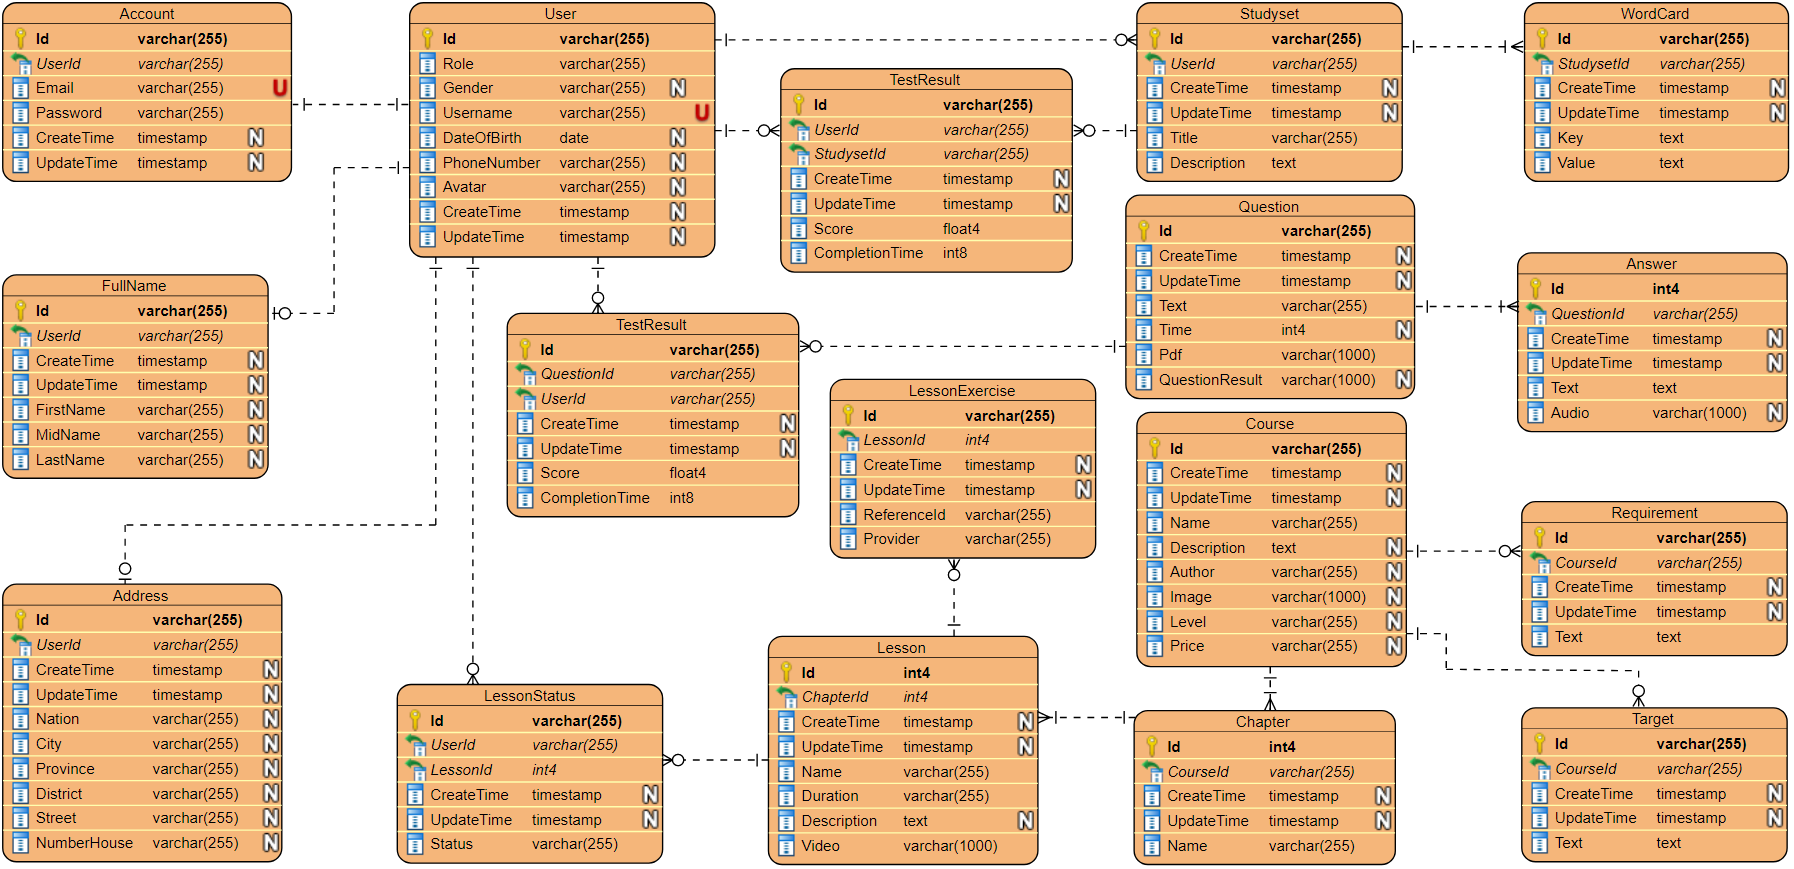 Account
Id varchar(255)
UserId varchar(255)
Email varchar(255) U
Password varchar(255)
CreateTime timestamp N
UpdateTime timestamp N
User
Id varchar(255)
Role varchar(255)
Gender varchar(255) N
Username varchar(255) U
DateOfBirth date N
PhoneNumber varchar(255) N
Avatar varchar(255) N
CreateTime timestamp N
UpdateTime timestamp N
TestResult
Id varchar(255)
UserId varchar(255)
StudysetId varchar(255)
CreateTime timestamp N
UpdateTime timestamp N
Score float4
CompletionTime int8
Studyset
Id varchar(255)
UserId varchar(255)
CreateTime timestamp N
UpdateTime timestamp N
Title varchar(255)
Description text
WordCard
Id varchar(255)
StudysetId varchar(255)
CreateTime timestamp N
UpdateTime timestamp N
Key text
Value text
Question
Id varchar(255)
CreateTime timestamp N
UpdateTime timestamp N
Text varchar(255)
Time int4 N
Pdf varchar(1000)
QuestionResult varchar(1000) N
Answer
Id int4
QuestionId varchar(255)
CreateTime timestamp N
UpdateTime timestamp N
Text text
Audio varchar(1000) N
FullName
Id varchar(255)
UserId varchar(255)
CreateTime timestamp N
UpdateTime timestamp N
FirstName varchar(255) N
MidName varchar(255) N
LastName varchar(255) N
TestResult
Id varchar(255)
QuestionId varchar(255)
UserId varchar(255)
CreateTime timestamp N
UpdateTime timestamp N
Score float4
CompletionTime int8
LessonExercise
Id varchar(255)
LessonId int4
CreateTime timestamp N
UpdateTime timestamp N
ReferenceId varchar(255)
Provider varchar(255)
Course
Id varchar(255)
CreateTime timestamp N
UpdateTime timestamp N
Name varchar(255)
Description text N
Author varchar(255) N
Image varchar(1000) N
Level varchar(255) N
Price varchar(255) N
Requirement
Id varchar(255)
CourseId varchar(255)
CreateTime timestamp N
UpdateTime timestamp N
Text text
Address
Id varchar(255)
UserId varchar(255)
CreateTime timestamp N
UpdateTime timestamp N
Nation varchar(255) N
City varchar(255) N
Province varchar(255) N
District varchar(255) N
Street varchar(255) N
NumberHouse varchar(255) N
LessonStatus
Id varchar(255)
UserId varchar(255)
LessonId int4
CreateTime timestamp N
UpdateTime timestamp N
Status varchar(255)
Lesson
Id int4
ChapterId int4
CreateTime timestamp N
UpdateTime timestamp N
Name varchar(255)
Duration varchar(255)
Description text N
Video varchar(1000)
Chapter
Id int4
CourseId varchar(255)
CreateTime timestamp N
UpdateTime timestamp N
Name varchar(255)
Target
Id varchar(255)
CourseId varchar(255)
CreateTime timestamp N
UpdateTime timestamp N
Text text